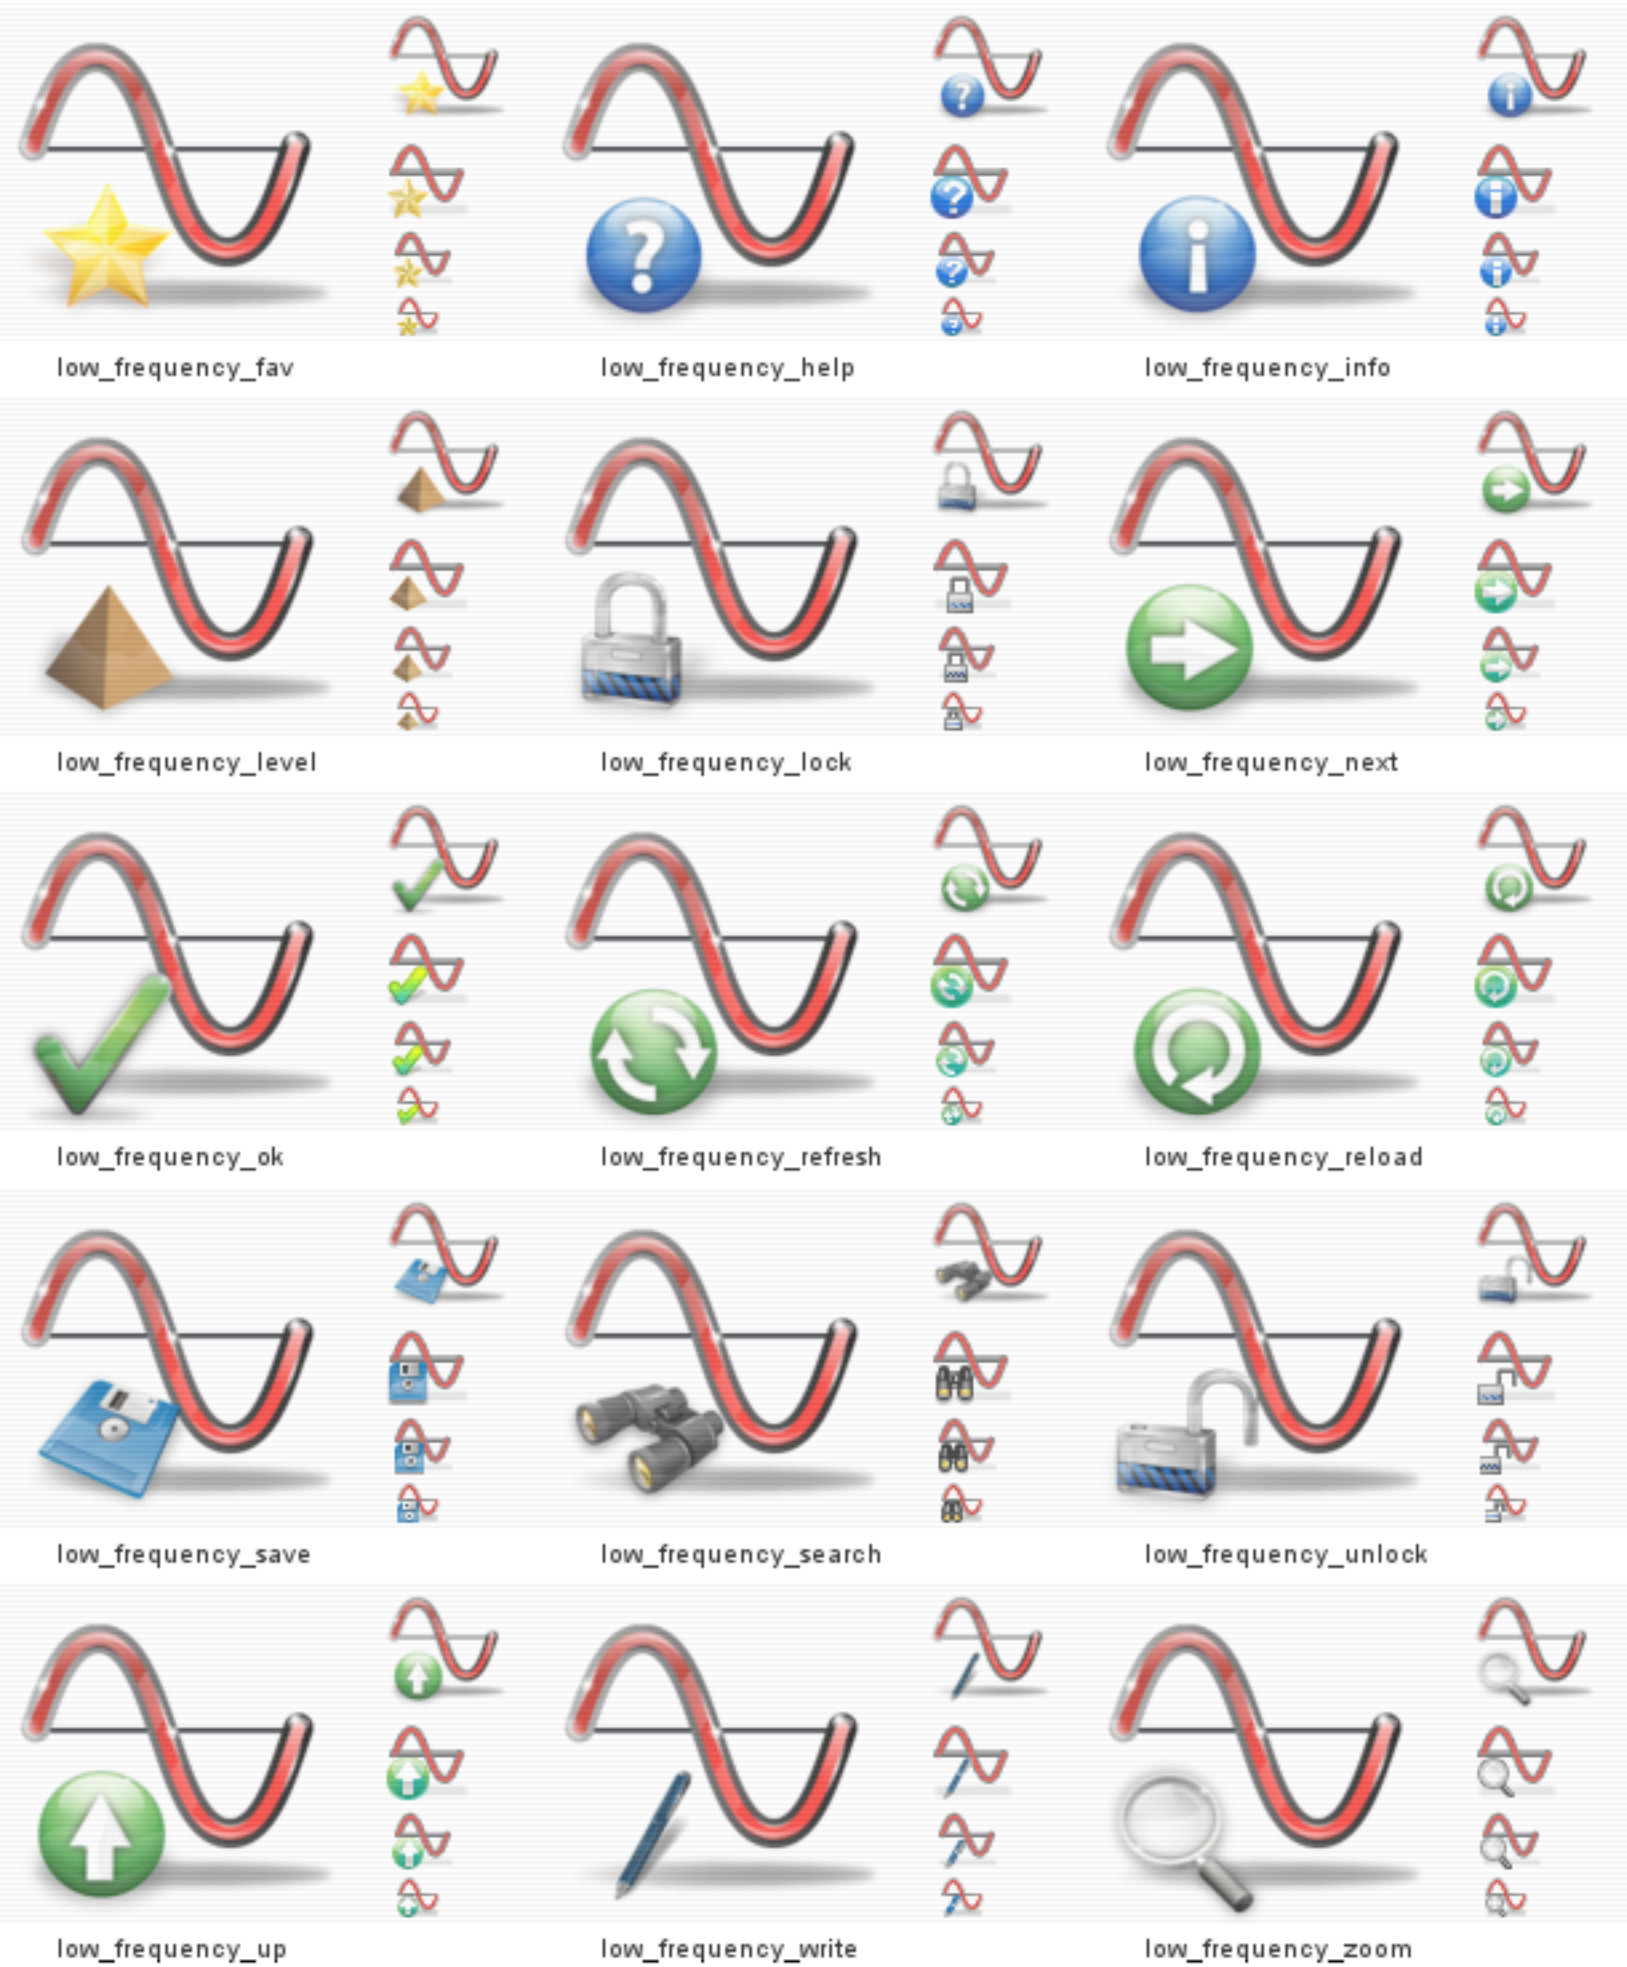 low_frequency_fav
low_frequency_help
low_frequency_info
low_frequency_level
low_frequency_lock
low_frequency_next
low_frequency_ok
low_frequency_refresh
low_frequency_reload
low_frequency_save
low_frequency_search
low_frequency_unlock
low_frequency_up
low_frequency_write
low_frequency_zoom